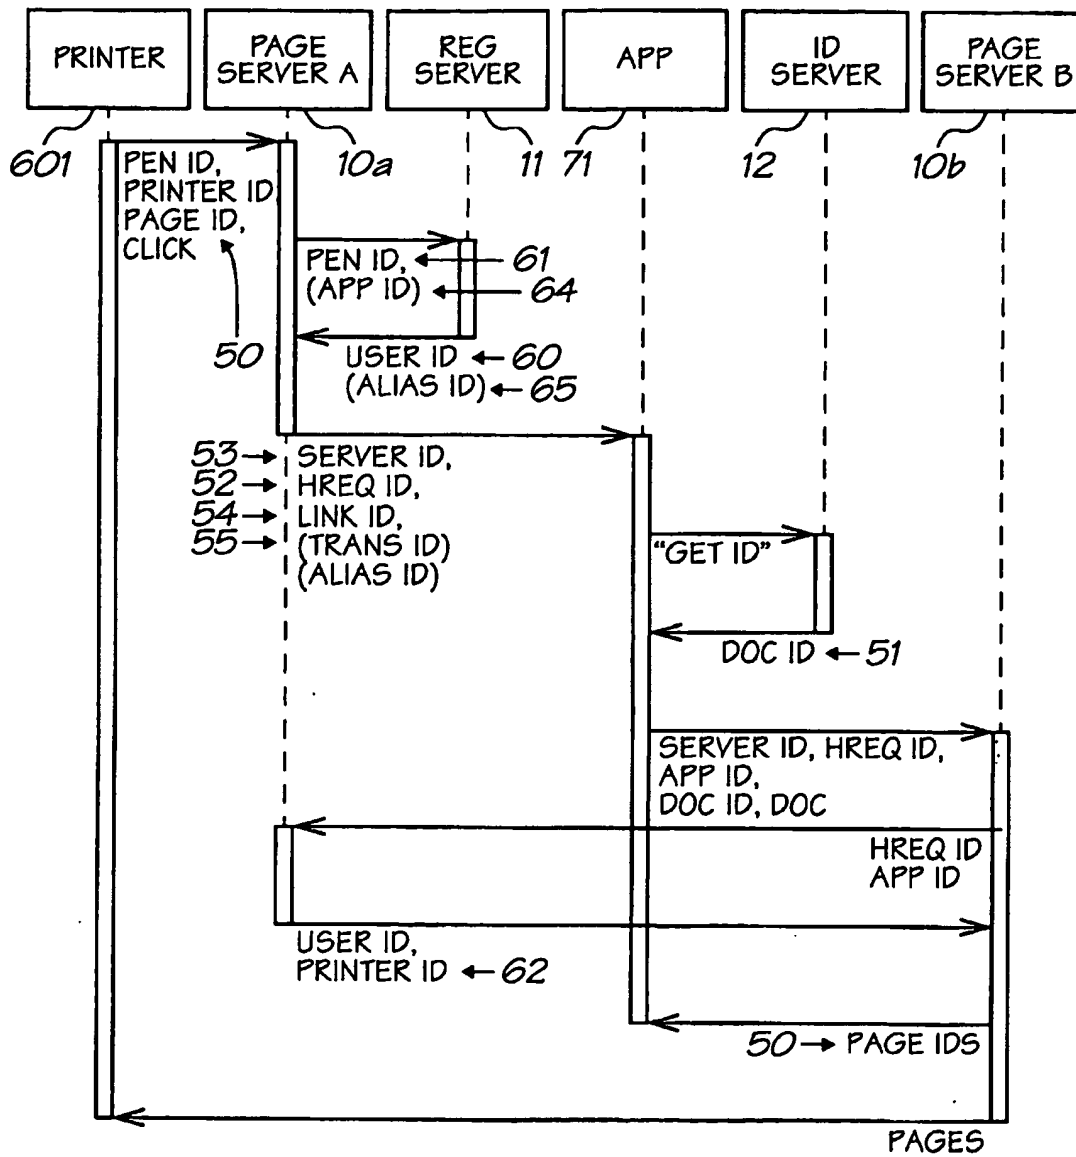 PRINTER
PAGE
SERVER A
REG
SERVER
APP
ID
SERVER
PAGE
SERVER B
601
10a
11
71
12
10b
PEN ID,
PRINTER ID
PAGE ID,
CLICK
50
PEN ID, 61
(APP ID) 64
USER ID 60
(ALIAS ID) 65
53 SERVER ID,
52 HREQ ID,
54 LINK ID,
55 (TRANS ID)
(ALIAS ID)
“GET ID”
DOC ID 51
SERVER ID, HREQ ID,
APP ID,
DOC ID, DOC
HREQ ID
APP ID
USER ID,
PRINTER ID 62
50 PAGE IDS
PAGES